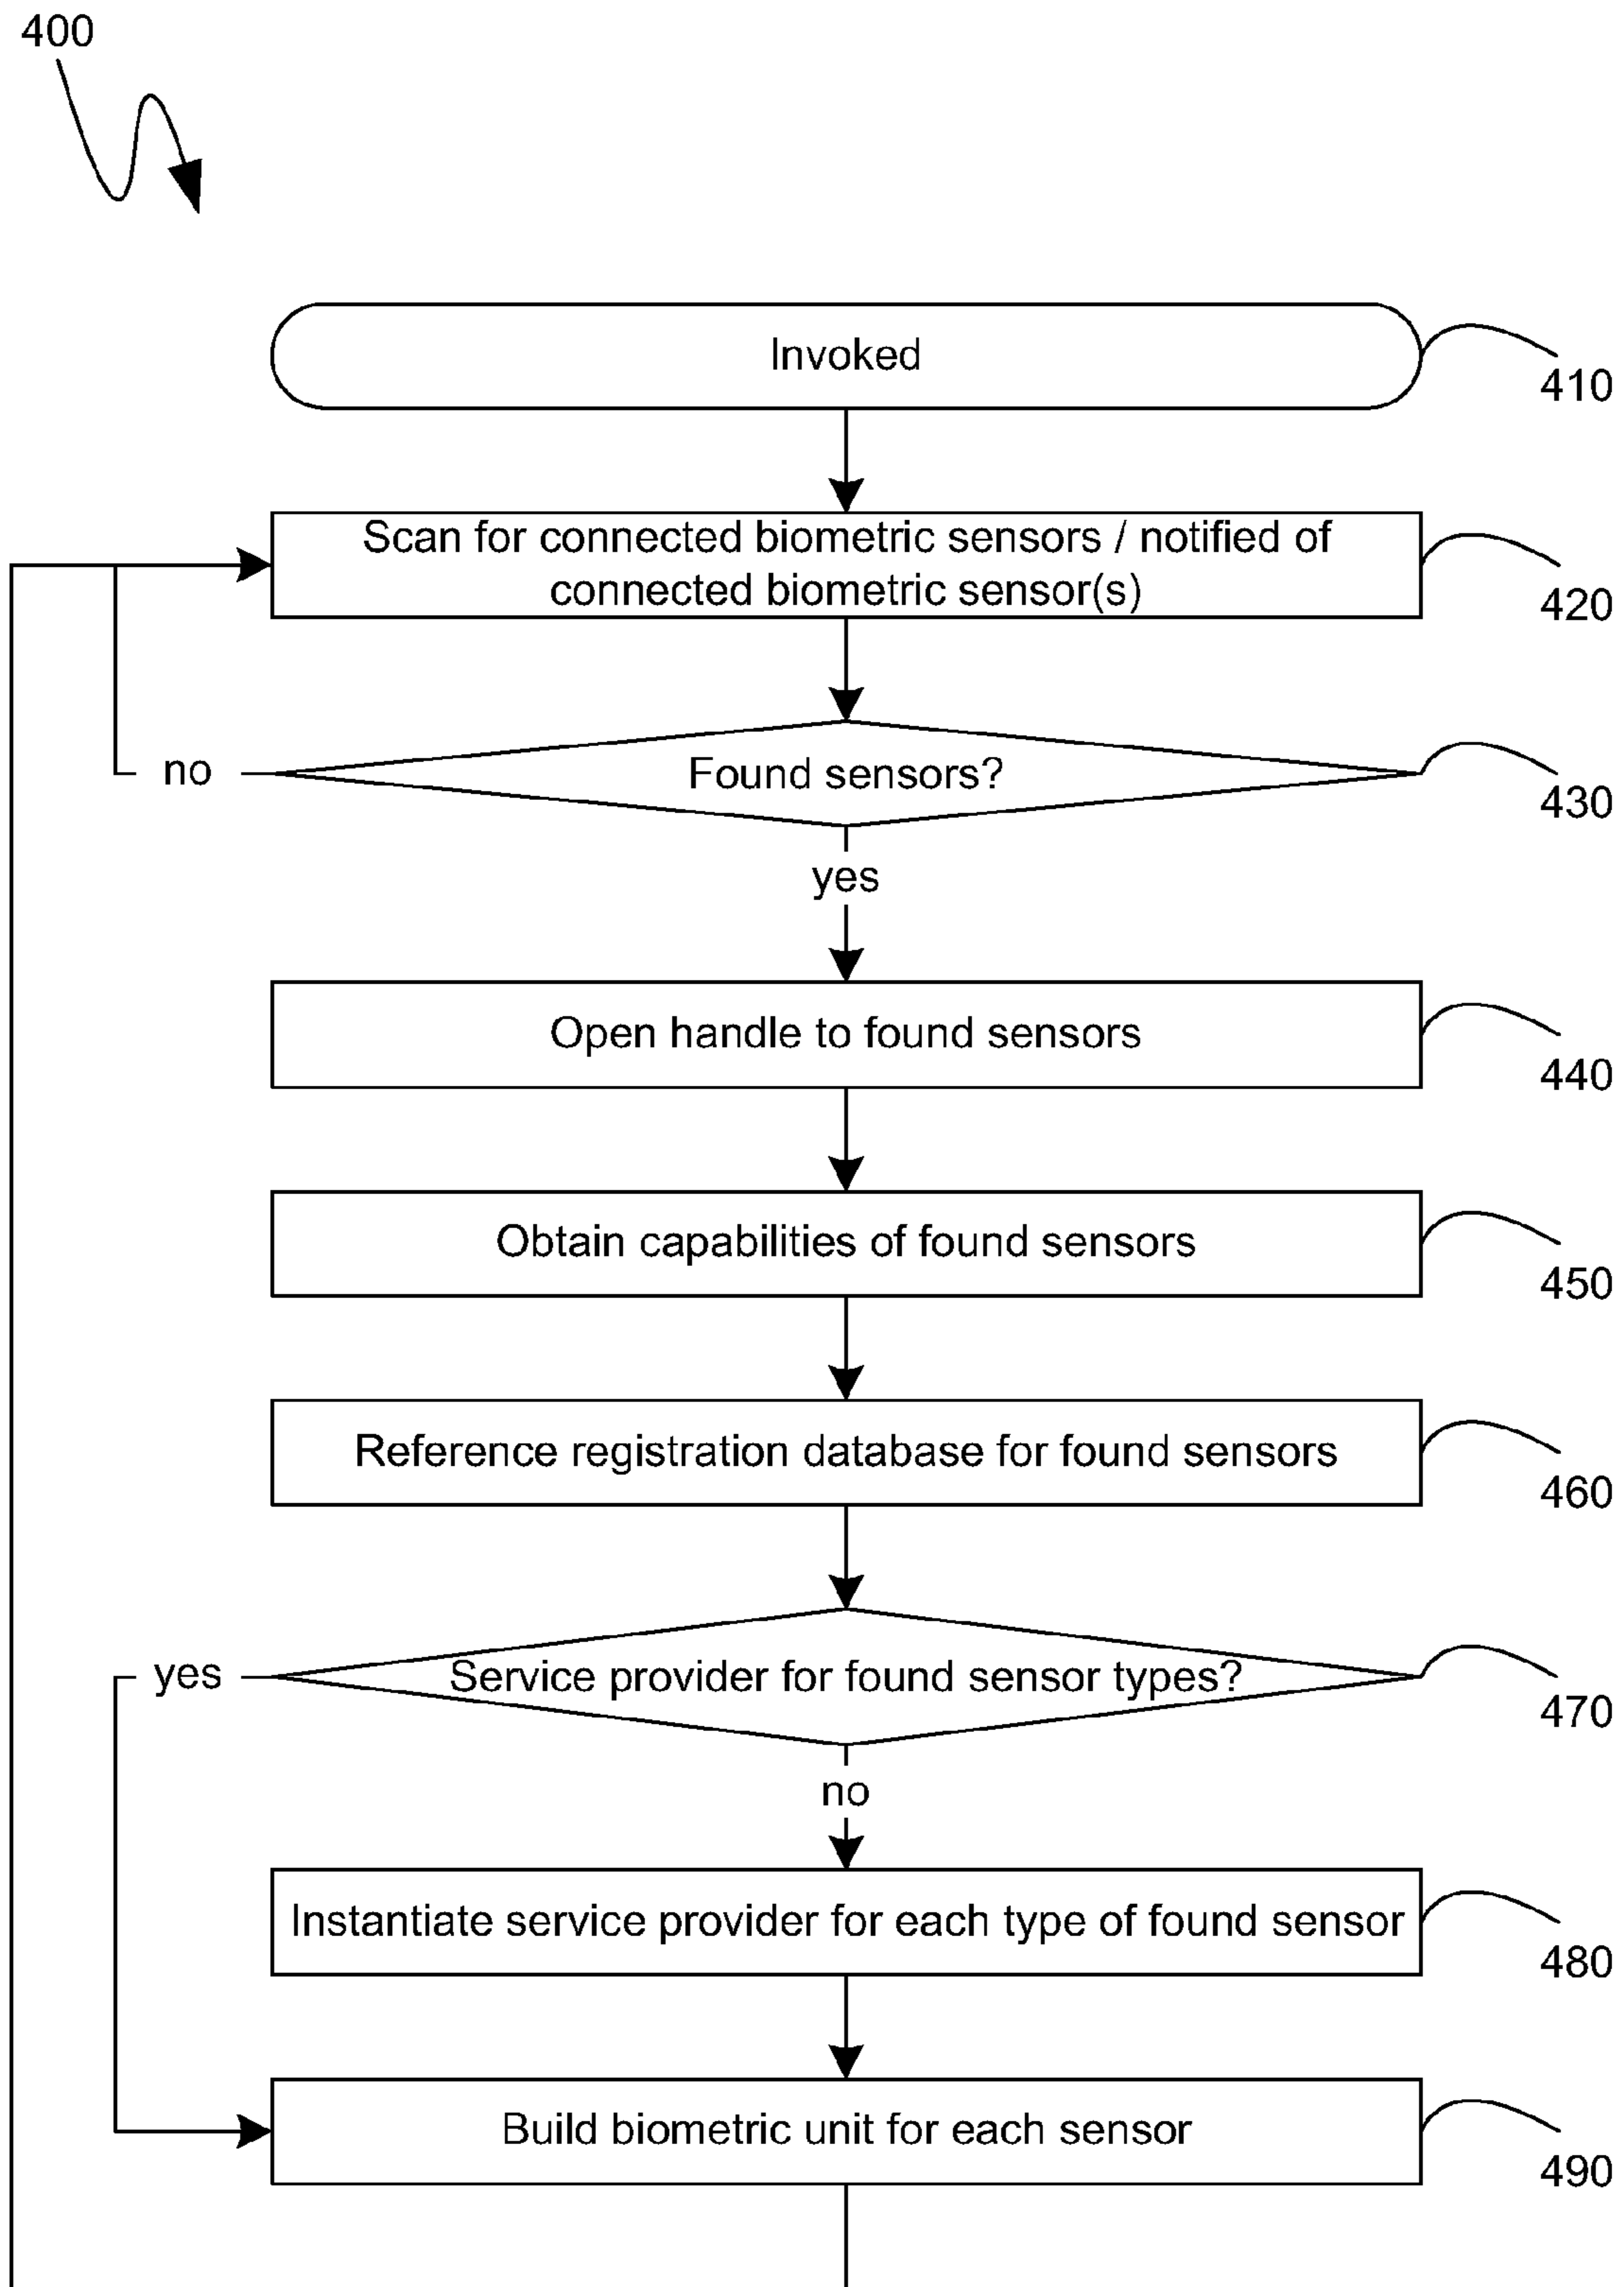 400
Invoked
410
Scan for connected biometric sensors / notified of
connected biometric sensor(s)
420
no
Found sensors?
430
yes
Open handle to found sensors
440
Obtain capabilities of found sensors
450
Reference registration database for found sensors
460
yes
Service provider for found sensor types?
470
no
Instantiate service provider for each type of found sensor
480
Build biometric unit for each sensor
490